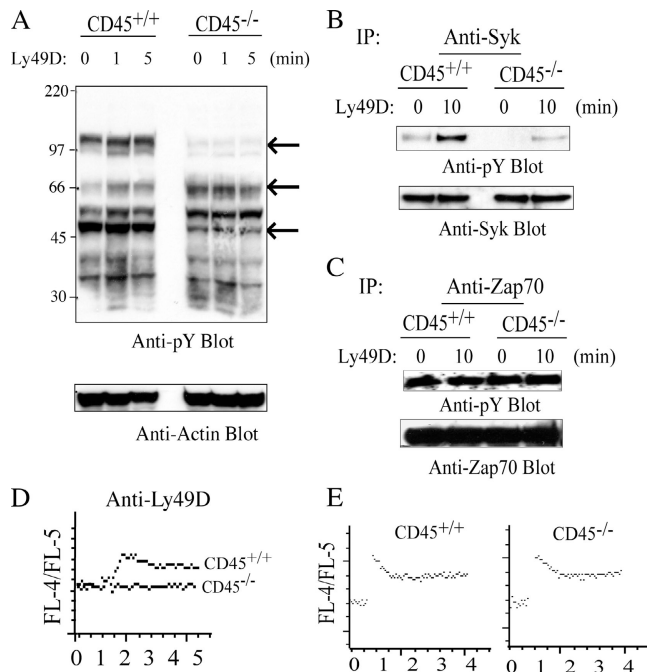 A
CD45+/+ CD45-/-
Ly49D: 0 1 5 0 1 5 (min)
220
97
66
45
30
Anti-pY Blot
Anti-Actin Blot
B
IP: Anti-Syk
CD45+/+ CD45-/-
Ly49D: 0 10 0 10 (min)
Anti-pY Blot
Anti-Syk Blot
C
IP: Anti-Zap70
CD45+/+ CD45-/-
Ly49D: 0 10 0 10 (min)
Anti-pY Blot
Anti-Zap70 Blot
D
Anti-Ly49D
FL-4/FL-5
CD45+/+
CD45-/-
0 1 2 3 4 5
E
FL-4/FL-5
CD45+/+
CD45-/-
0 1 2 3 4
0 1 2 3 4